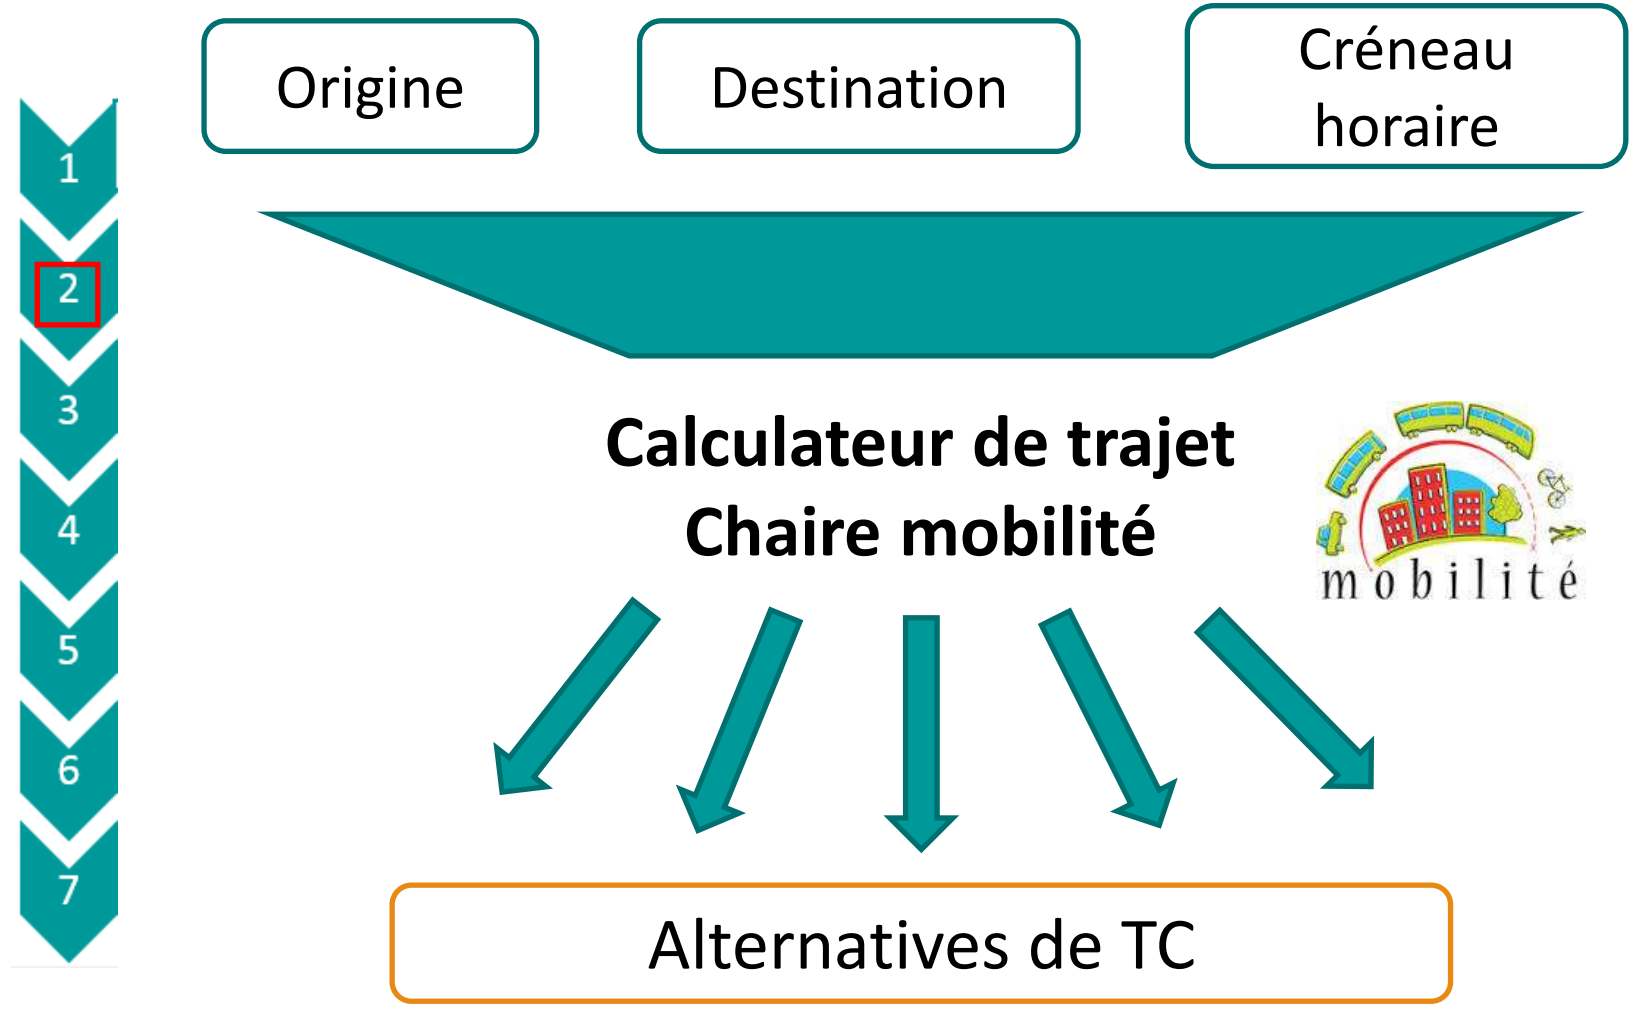 Origine
Destination
Créneau
horaire
1
2
3
4
5
6
7
Calculateur de trajet
Chaire mobilité
mobilité
Alternatives de TC